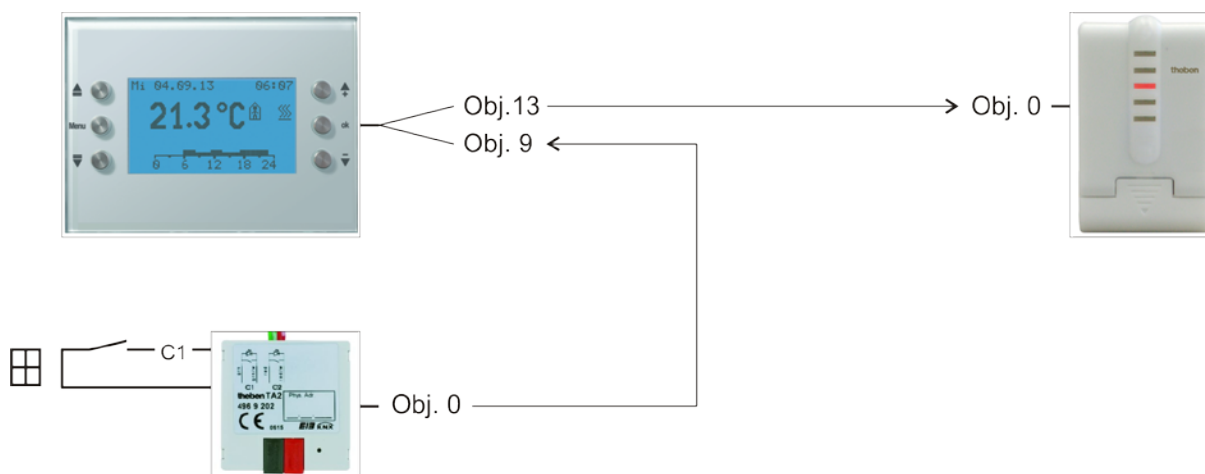 Mi 04.09.13 06:07
21.3°C
Menu
ok
0 6 12 18 24
Obj.13
Obj. 9
Obj. 0
theben
C1
C1 C2
theben TA2
Phys. Adr.
496 9 202
CE 0615 EIB KNX
Obj. 0